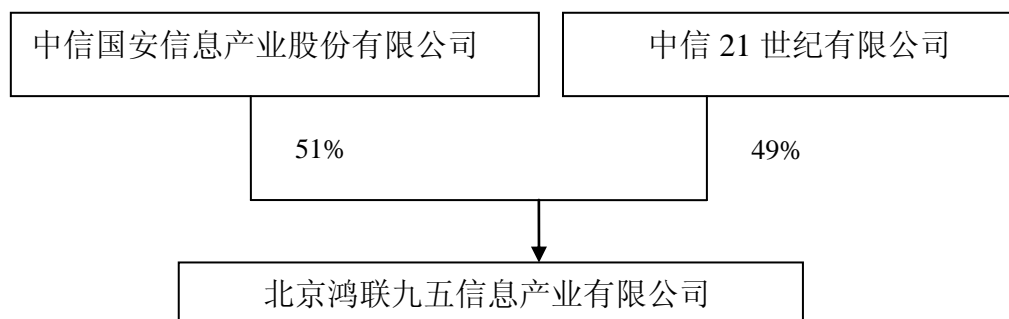 中信国安信息产业股份有限公司
中信 21 世纪有限公司
51%
49%
北京鸿联九五信息产业有限公司